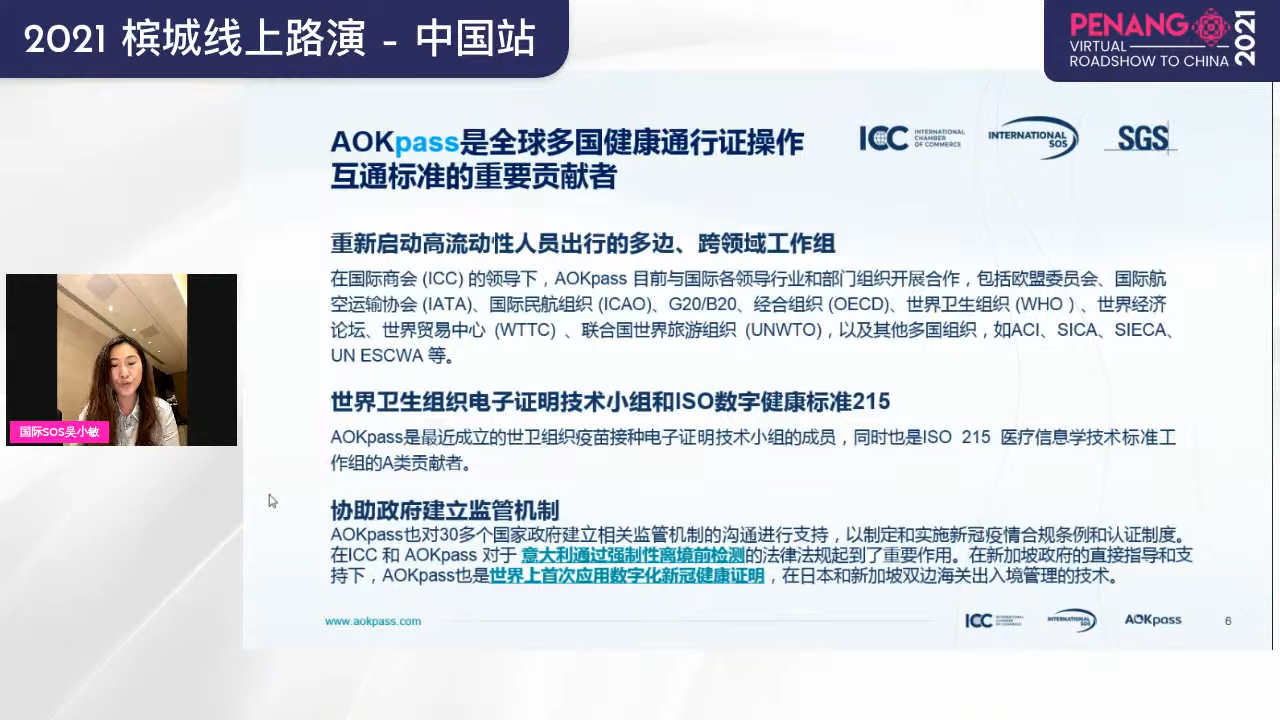 2021 槟城线上路演 - 中国站
PENANG
2021
VIRTUAL
ROADSHOW TO CHINA
AOKpass是全球多国健康通行证操作
互通标准的重要贡献者
ICC INTERNATIONAL CHAMBER OF COMMERCE
INTERNATIONAL SOS
SGS
重新启动高流动性人员出行的多边、跨领域工作组
在国际商会 (ICC) 的领导下，AOKpass 目前与国际各领导行业和部门组织开展合作，包括欧盟委员会、国际航
空运输协会 (IATA)、国际民航组织 (ICAO)、G20/B20、经合组织 (OECD)、世界卫生组织 (WHO )、世界经济
论坛、世界贸易中心 (WTTC) 、联合国世界旅游组织 (UNWTO)，以及其他多国组织，如ACI、SICA、SIECA、
UN ESCWA 等。
世界卫生组织电子证明技术小组和ISO数字健康标准215
AOKpass是最近成立的世卫组织疫苗接种电子证明技术小组的成员，同时也是ISO 215 医疗信息学技术标准工
作组的A类贡献者。
协助政府建立监管机制
AOKpass也对30多个国家政府建立相关监管机制的沟通进行支持，以制定和实施新冠疫情合规条例和认证制度。
在ICC 和 AOKpass 对于 意大利通过强制性离境前检测的法律法规起到了重要作用。在新加坡政府的直接指导和支
持下，AOKpass也是世界上首次应用数字化新冠健康证明，在日本和新加坡双边海关出入境管理的技术。
国际SOS吴小敏
www.aokpass.com
ICC INTERNATIONAL CHAMBER OF COMMERCE
INTERNATIONAL SOS
AOKpass
6